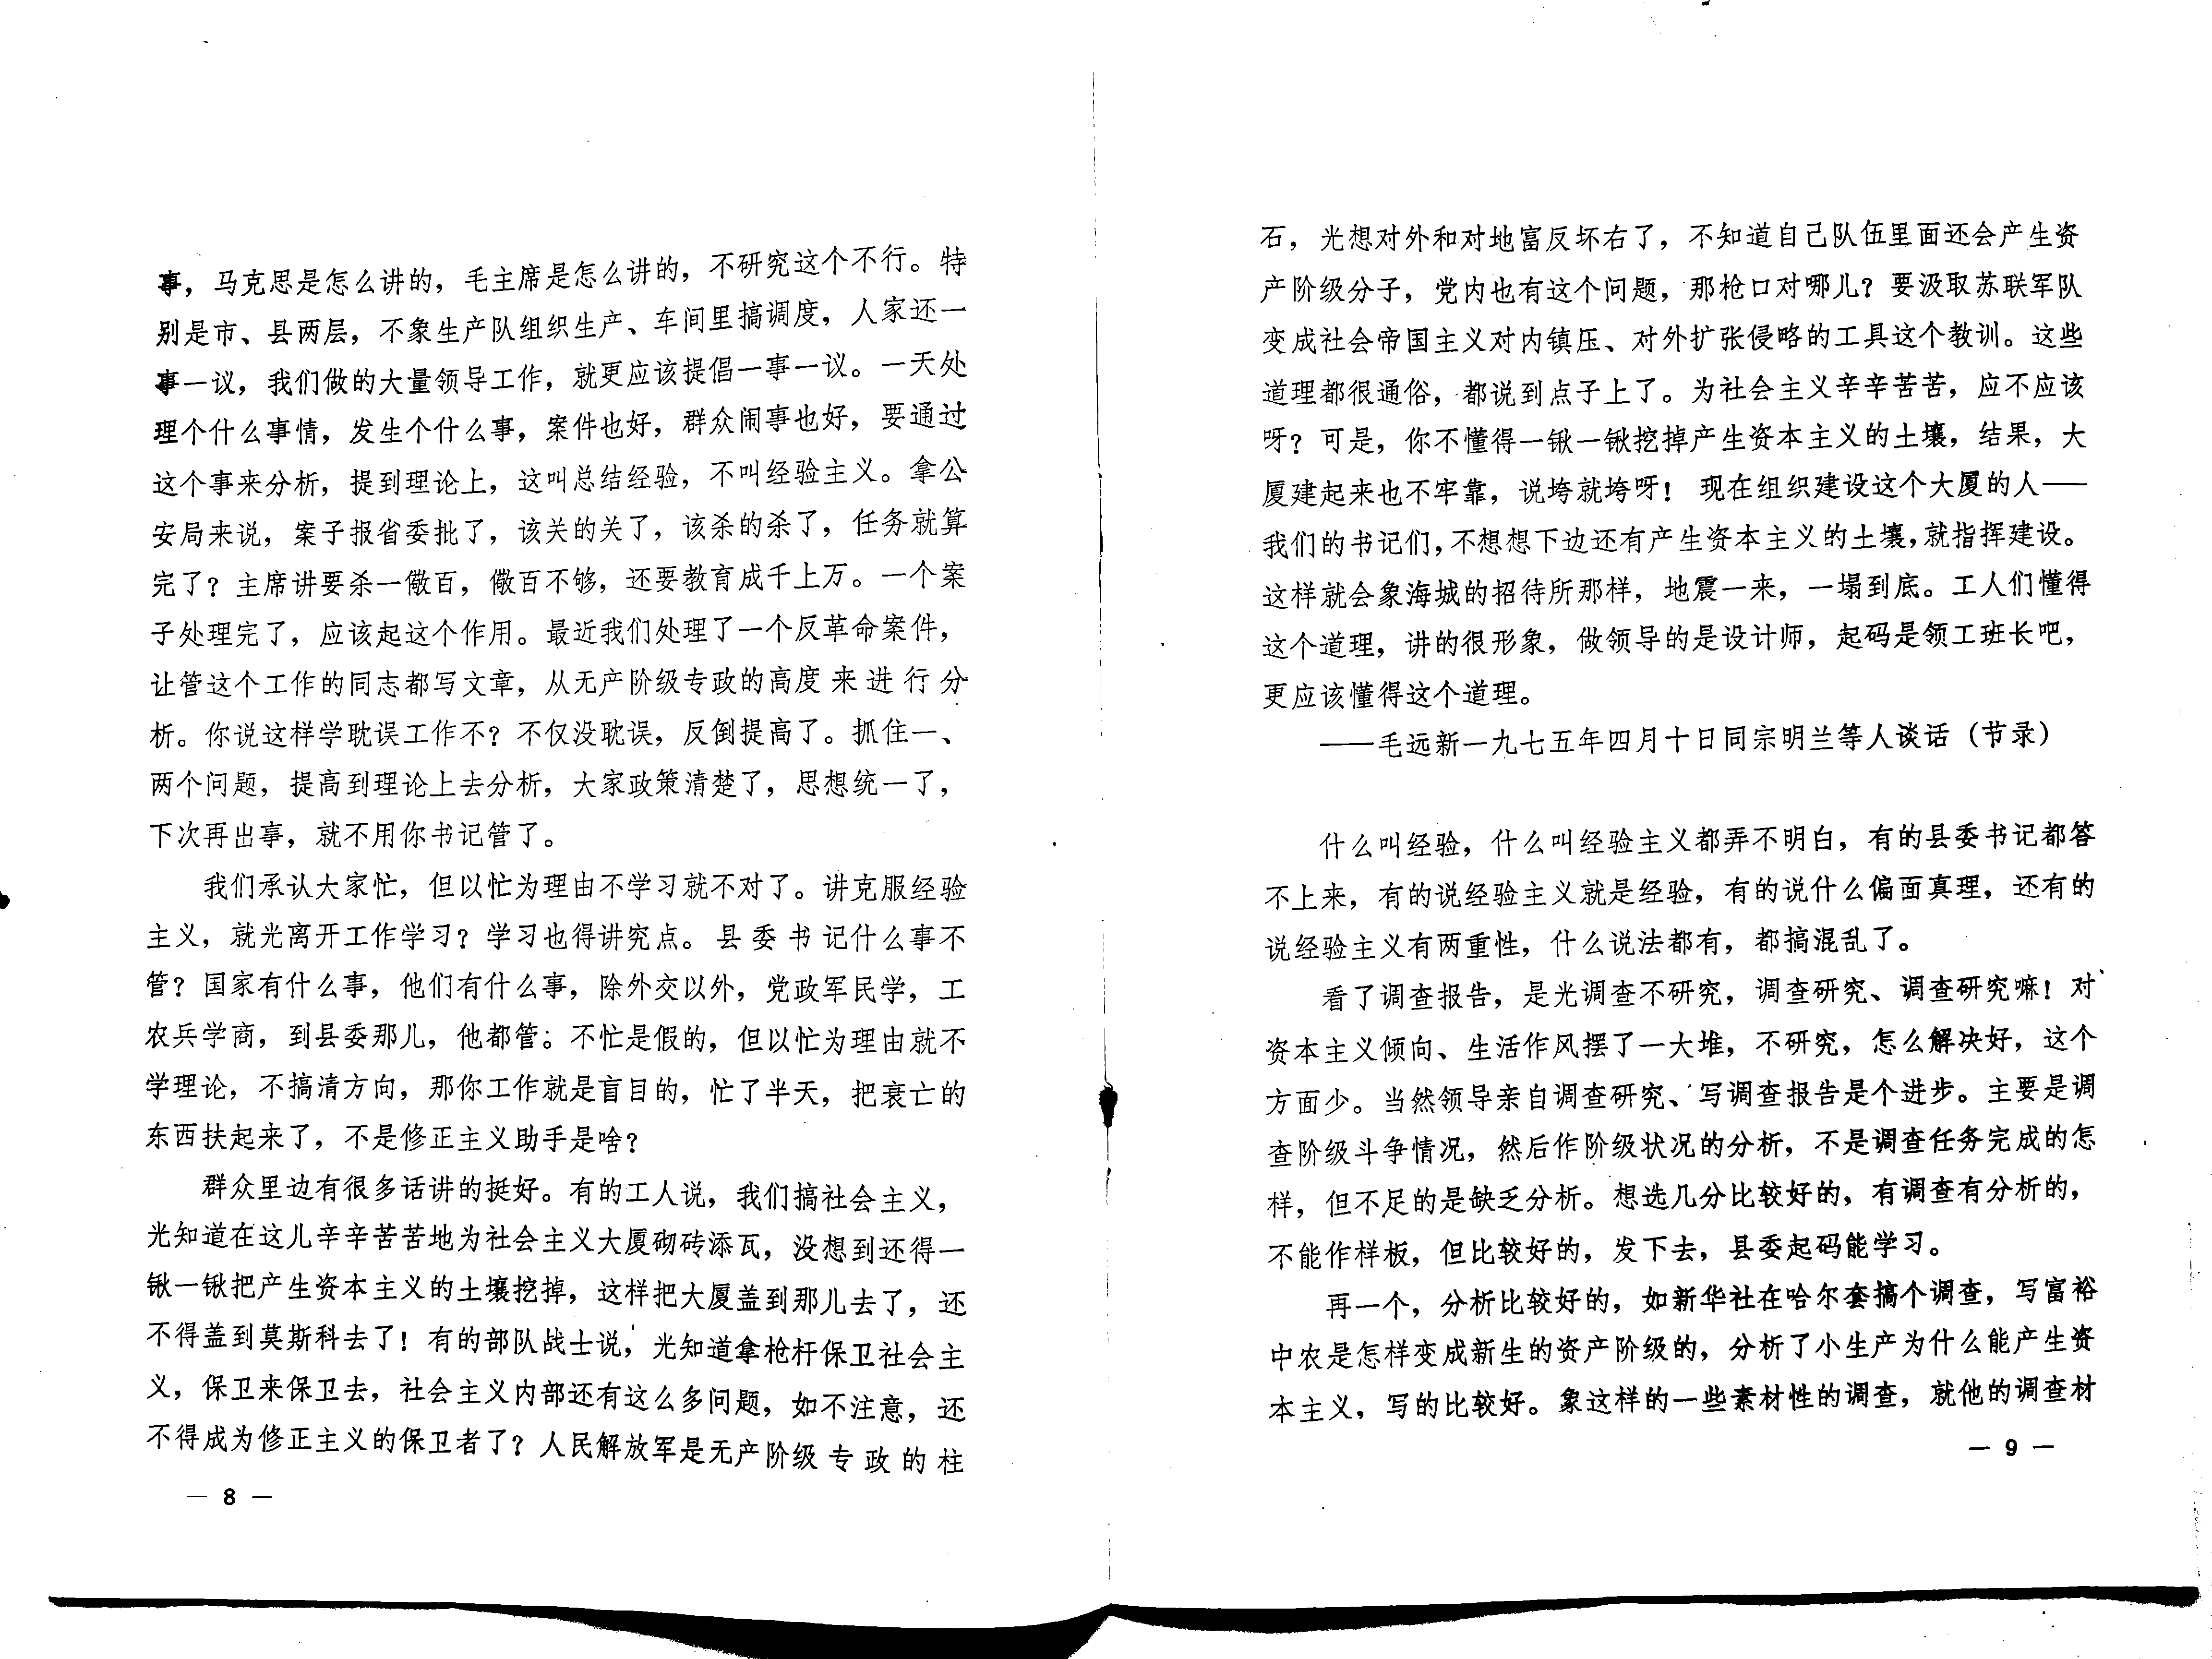 事，马克思是怎么讲的，毛主席是怎么讲的，不研究这个不行。特
别是市、县两层，不象生产队组织生产、车间里搞调度，人家还一
事一议，我们做的大量领导工作，就更应该提倡一事一议。一天处
理个什么事情，发生个什么事，案件也好，群众闹事也好，要通过
这个事来分析，提到理论上，这叫总结经验，不叫经验主义。拿公
安局来说，案子报省委批了，该关的关了，该杀的杀了，任务就算
完了？主席讲要杀一儆百，儆百不够，还要教育成千上万。一个案
子处理完了，应该起这个作用。最近我们处理了一个反革命案件，
让管这个工作的同志都写文章，从无产阶级专政的高度来进行分
析。你说这样学耽误工作不？不仅没耽误，反倒提高了。抓住一、
两个问题，提高到理论上去分析，大家政策清楚了，思想统一了，
下次再出事，就不用你书记管了。
我们承认大家忙，但以忙为理由不学习就不对了。讲克服经验
主义，就光离开工作学习？学习也得讲究点。县委书记什么事不
管？国家有什么事，他们有什么事，除外交以外，党政军民学，工
农兵学商，到县委那儿，他都管。不忙是假的，但以忙为理由就不
学理论，不搞清方向，那你工作就是盲目的，忙了半天，把衰亡的
东西扶起来了，不是修正主义助手是啥？
群众里边有很多话讲的挺好。有的工人说，我们搞社会主义，
光知道在这儿辛辛苦苦地为社会主义大厦砌砖添瓦，没想到还得一
锹一锹把产生资本主义的土壤挖掉，这样把大厦盖到那儿去了，还
不得盖到莫斯科去了！有的部队战士说，光知道拿枪杆保卫社会主
义，保卫来保卫去，社会主义内部还有这么多问题，如不注意，还
不得成为修正主义的保卫者了？人民解放军是无产阶级专政的柱
— 8 —
石，光想对外和对地富反坏右了，不知道自己队伍里面还会产生资
产阶级分子，党内也有这个问题，那枪口对哪儿？要汲取苏联军队
变成社会帝国主义对内镇压、对外扩张侵略的工具这个教训。这些
道理都很通俗，都说到点子上了。为社会主义辛辛苦苦，应不应该
呀？可是，你不懂得一锹一锹挖掉产生资本主义的土壤，结果，大
厦建起来也不牢靠，说垮就垮呀！现在组织建设这个大厦的人——
我们的书记们，不想想下边还有产生资本主义的土壤，就指挥建设。
这样就会象海城的招待所那样，地震一来，一塌到底。工人们懂得
这个道理，讲的很形象，做领导的是设计师，起码是领工班长吧，
更应该懂得这个道理。
——毛远新一九七五年四月十日同宗明兰等人谈话（节录）
什么叫经验，什么叫经验主义都弄不明白，有的县委书记都答
不上来，有的说经验主义就是经验，有的说什么偏面真理，还有的
说经验主义有两重性，什么说法都有，都搞混乱了。
看了调查报告，是光调查不研究，调查研究、调查研究嘛！对
资本主义倾向、生活作风摆了一大堆，不研究，怎么解决好，这个
方面少。当然领导亲自调查研究、写调查报告是个进步。主要是调
查阶级斗争情况，然后作阶级状况的分析，不是调查任务完成的怎
样，但不足的是缺乏分析。想选几分比较好的，有调查有分析的，
不能作样板，但比较好的，发下去，县委起码能学习。
再一个，分析比较好的，如新华社在哈尔套搞个调查，写富裕
中农是怎样变成新生的资产阶级的，分析了小生产为什么能产生资
本主义，写的比较好。象这样的一些素材性的调查，就他的调查材
— 9 —